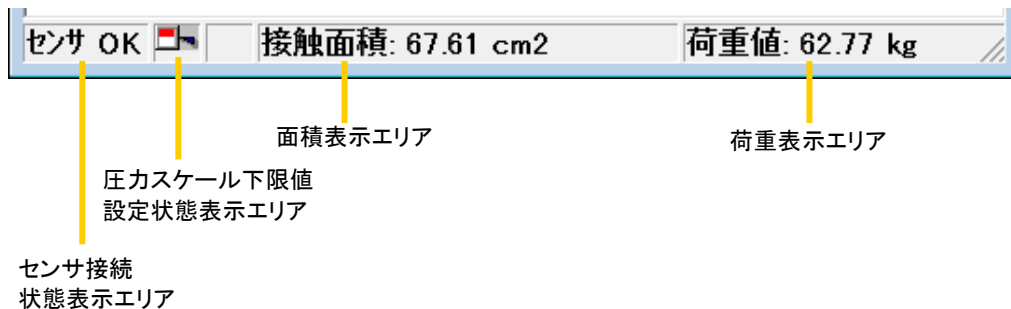 センサ OK 接触面積: 67.61 cm2 荷重値: 62.77 kg
面積表示エリア
荷重表示エリア
圧力スケール下限値
設定状態表示エリア
センサ接続
状態表示エリア